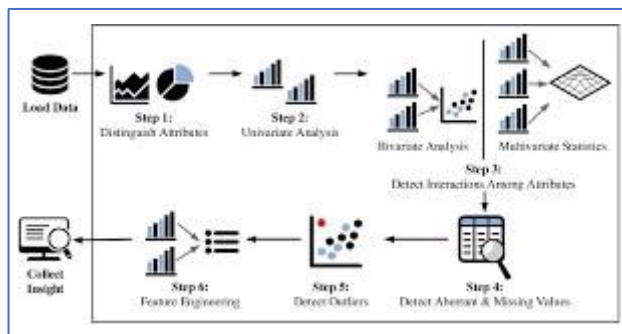 Load Data
Step 1:
Distinguish Attributes
Step 2:
Univariate Analysis
Bivariate Analysis
Multivariate Statistics
Step 3:
Detect Interactions Among Attributes
Step 4:
Detect Aberrant & Missing Values
Step 5:
Detect Outliers
Step 6:
Feature Engineering
Collect
Insight